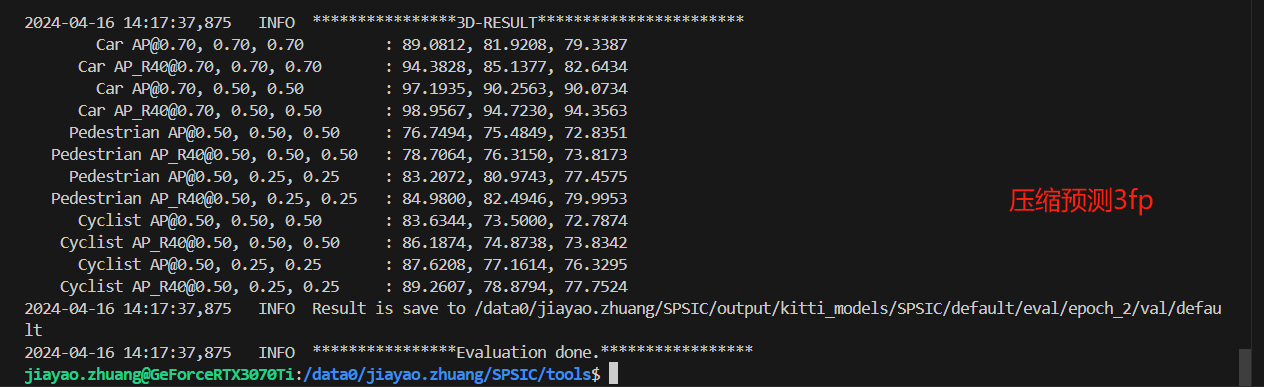 2024-04-16 14:17:37,875   INFO  ****************3D-RESULT***********************
Car AP@0.70, 0.70, 0.70         : 89.0812, 81.9208, 79.3387
Car AP_R40@0.70, 0.70, 0.70       : 94.3828, 85.1377, 82.6434
Car AP@0.70, 0.50, 0.50         : 97.1935, 90.2563, 90.0734
Car AP_R40@0.70, 0.50, 0.50       : 98.9567, 94.7230, 94.3563
Pedestrian AP@0.50, 0.50, 0.50     : 76.7494, 75.4849, 72.8351
Pedestrian AP_R40@0.50, 0.50, 0.50   : 78.7064, 76.3150, 73.8173
Pedestrian AP@0.50, 0.25, 0.25     : 83.2072, 80.9743, 77.4575
Pedestrian AP_R40@0.50, 0.25, 0.25   : 84.9800, 82.4946, 79.9953
压缩预测3fp
Cyclist AP@0.50, 0.50, 0.50       : 83.6344, 73.5000, 72.7874
Cyclist AP_R40@0.50, 0.50, 0.50     : 86.1874, 74.8738, 73.8342
Cyclist AP@0.50, 0.25, 0.25       : 87.6208, 77.1614, 76.3295
Cyclist AP_R40@0.50, 0.25, 0.25     : 89.2607, 78.8794, 77.7524
2024-04-16 14:17:37,875   INFO  Result is save to /data0/jiayao.zhuang/SPSIC/output/kitti_models/SPSIC/default/eval/epoch_2/val/defau
lt
2024-04-16 14:17:37,875   INFO  ****************Evaluation done.*****************
jiayao.zhuang@GeForceRTX3070Ti:/data0/jiayao.zhuang/SPSIC/tools$